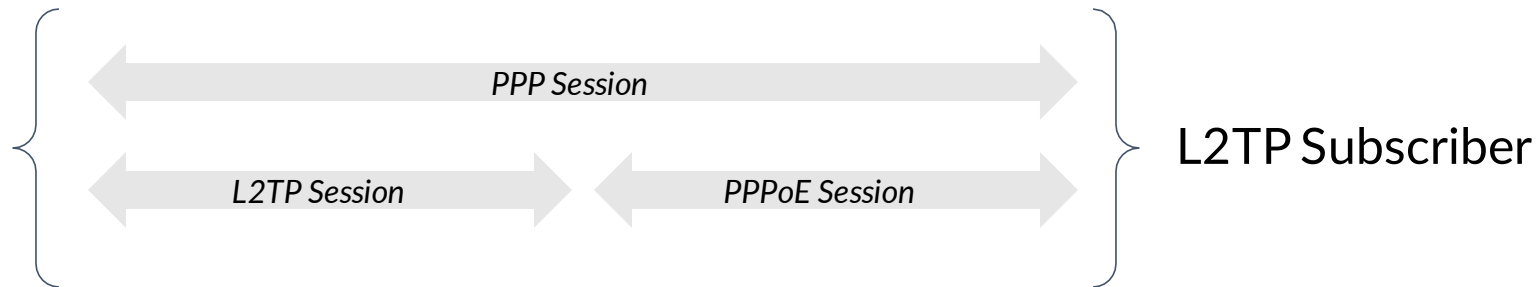 PPP Session
L2TP Session
PPPoE Session
L2TP Subscriber